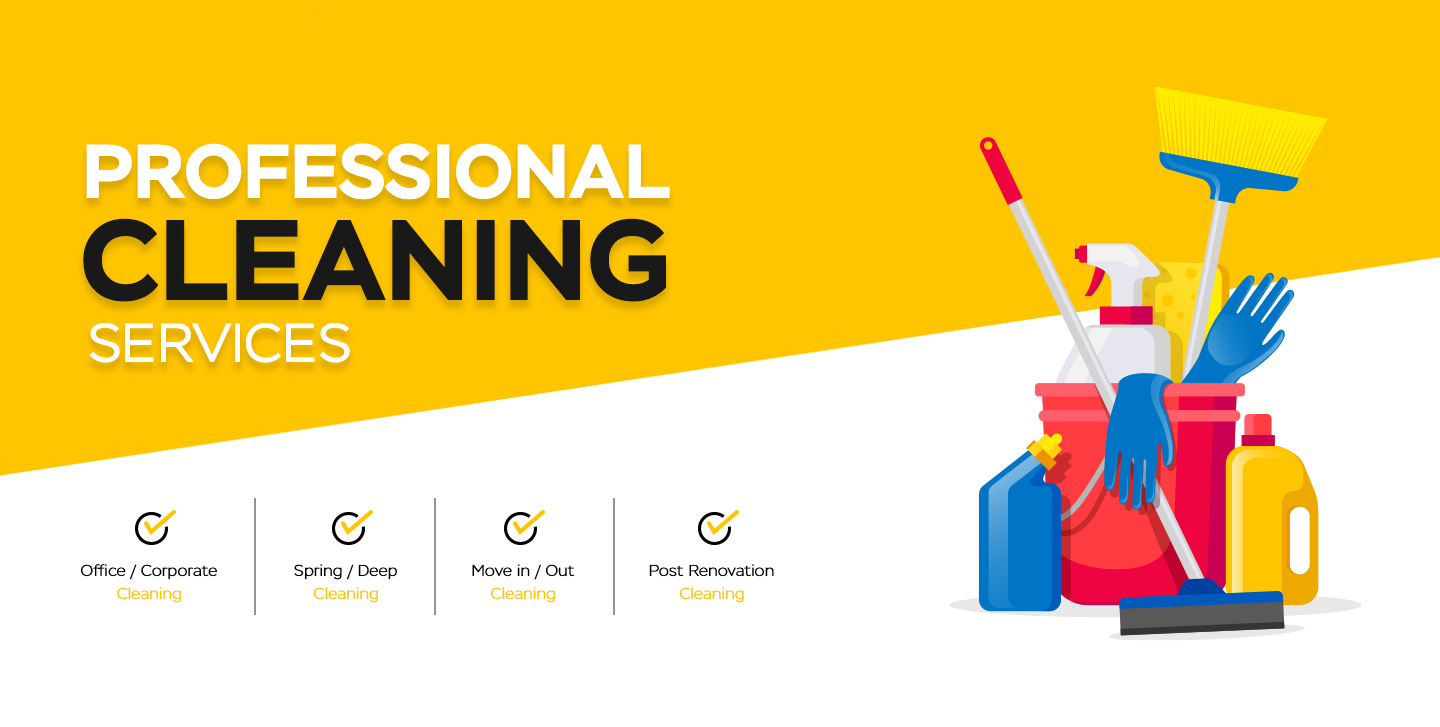 PROFESSIONAL
CLEANING
SERVICES
Office / Corporate
Cleaning
Spring / Deep
Cleaning
Move in / Out
Cleaning
Post Renovation
Cleaning